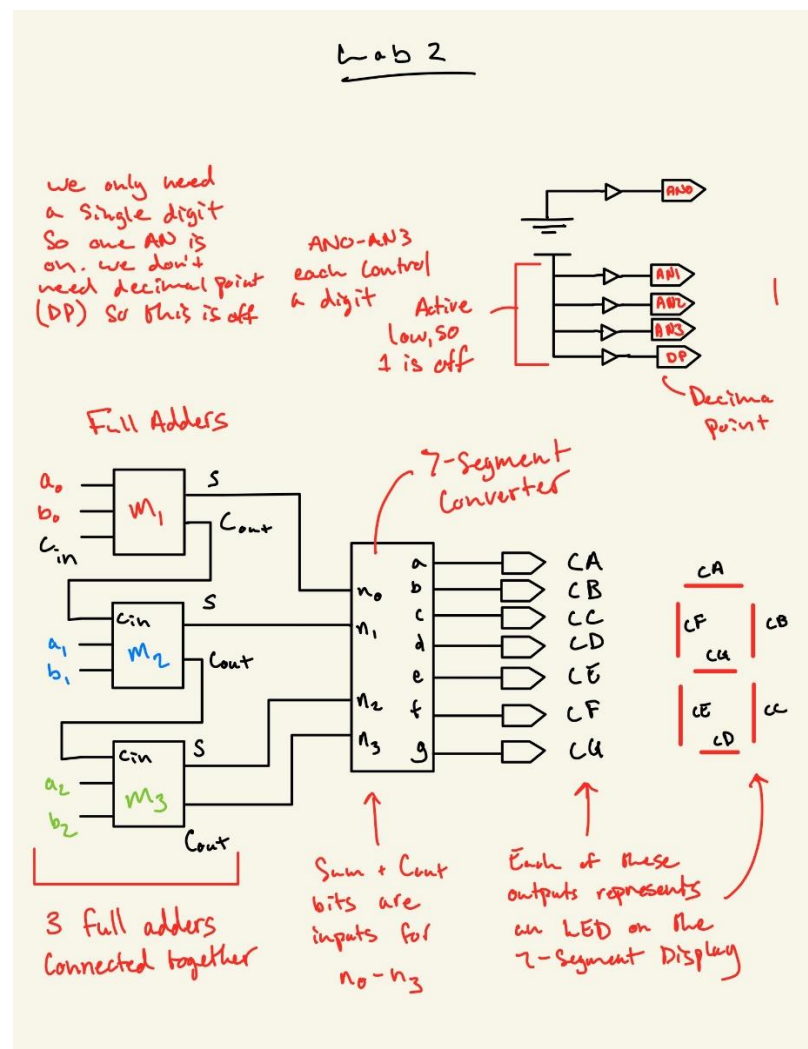 Lab 2
we only need
a single digit
So one AN is
on. we don't
need decimal point
(DP) so this is off
AN0-AN3
each control
a digit
Active
low, so
1 is off
AN0
AN1
AN2
AN3
DP
Decima
point
Full Adders
a0
b0
Cin
M1
S
Cout
7-Segment
Converter
cin
a1
b1
M2
S
Cout
cin
a2
b2
M3
S
Cout
n0
n1
n2
n3
a
b
c
d
e
f
g
CA
CB
CC
CD
CE
CF
CG
CA
CF
CB
CG
CE
CC
CD
3 full adders
Connected together
Sum + Cout
bits are
inputs for
n0-n3
Each of these
outputs represents
an LED on the
7-Segment Display